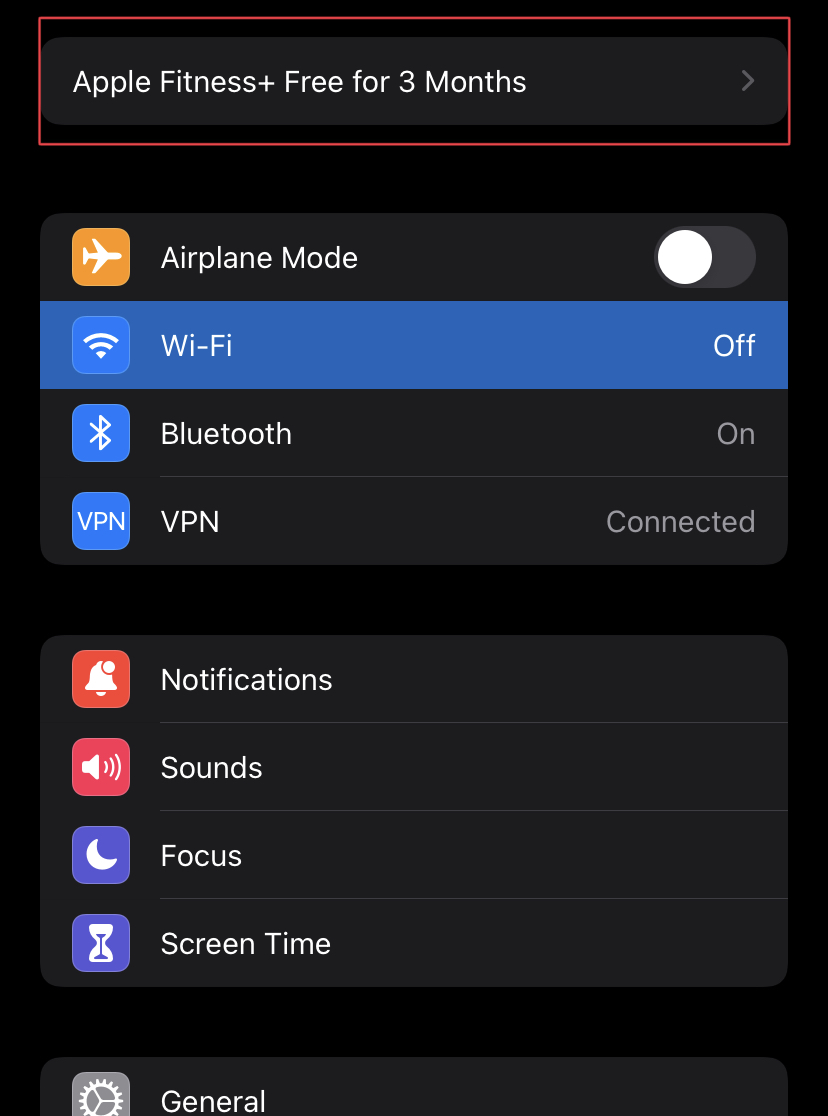 Apple Fitness+ Free for 3 Months
Airplane Mode
Wi-Fi Off
Bluetooth On
VPN VPN Connected
Notifications
Sounds
Focus
Screen Time
General